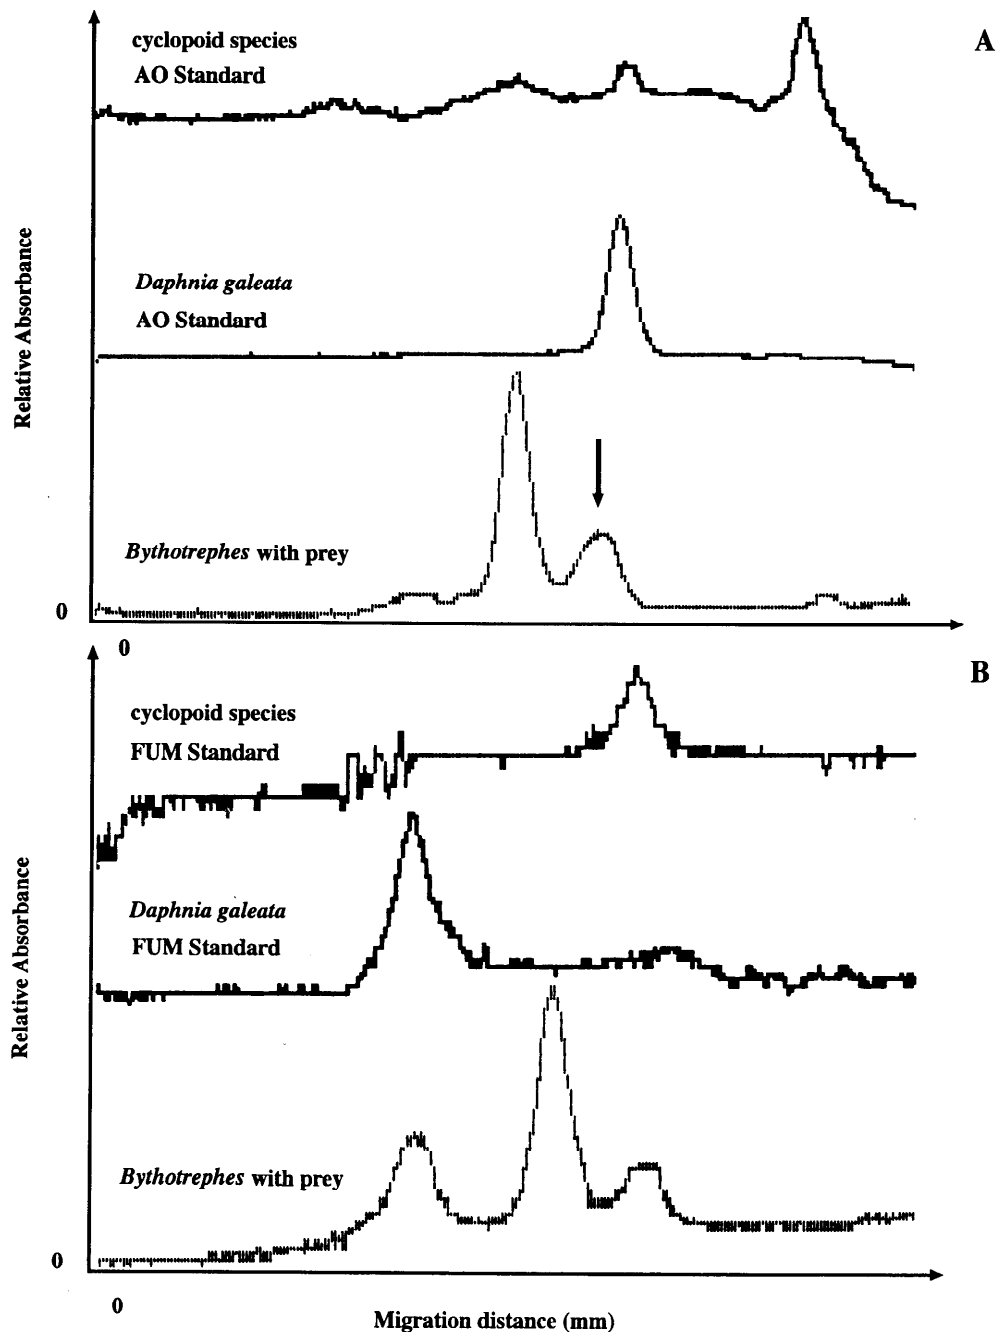 A
cyclopoid species
AO Standard
Daphnia galeata
AO Standard
Relative Absorbance
Bythotrephes with prey
0
0
B
cyclopoid species
FUM Standard
Daphnia galeata
FUM Standard
Relative Absorbance
Bythotrephes with prey
0
0
Migration distance (mm)